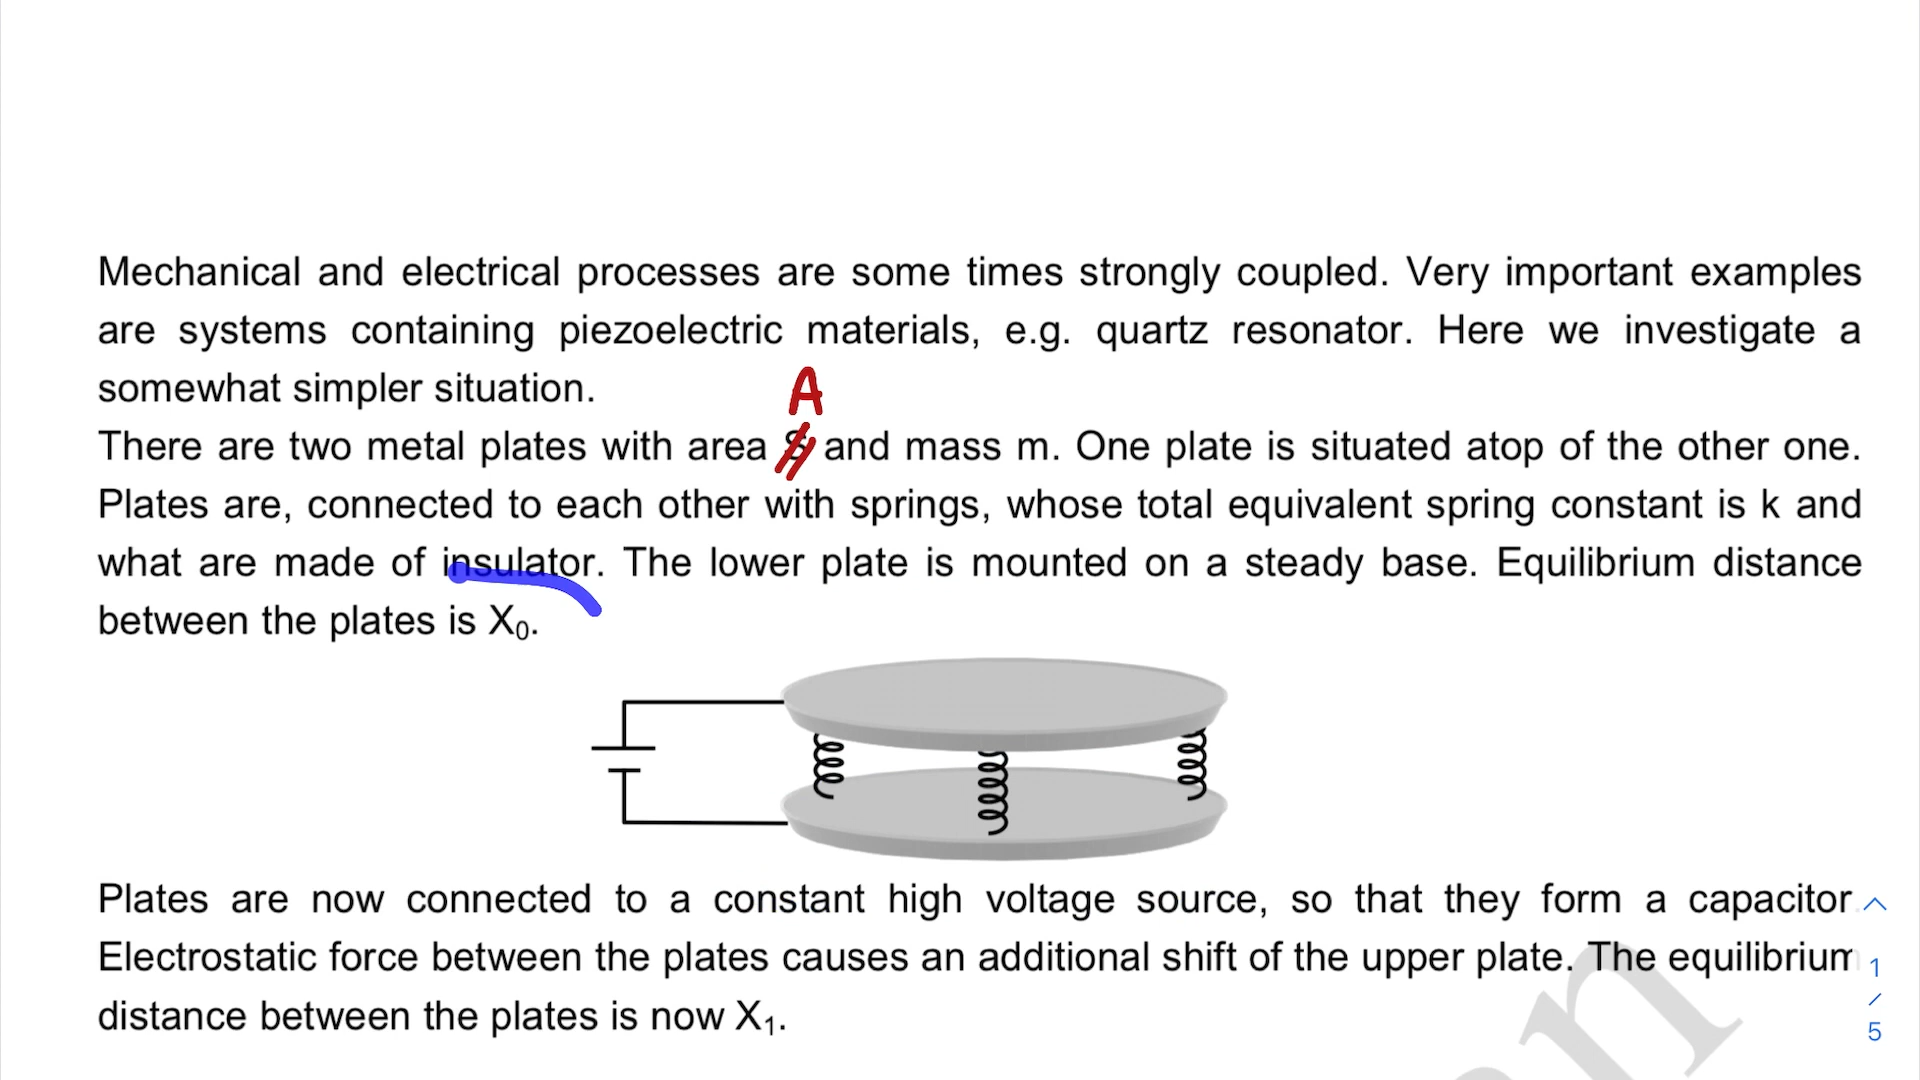 Mechanical and electrical processes are some times strongly coupled. Very important examples
are systems containing piezoelectric materials, e.g. quartz resonator. Here we investigate a
somewhat simpler situation.
A
There are two metal plates with area S and mass m. One plate is situated atop of the other one.
Plates are, connected to each other with springs, whose total equivalent spring constant is k and
what are made of insulator. The lower plate is mounted on a steady base. Equilibrium distance
between the plates is X₀.
Plates are now connected to a constant high voltage source, so that they form a capacitor.
Electrostatic force between the plates causes an additional shift of the upper plate. The equilibrium
distance between the plates is now X₁.
1
/
5